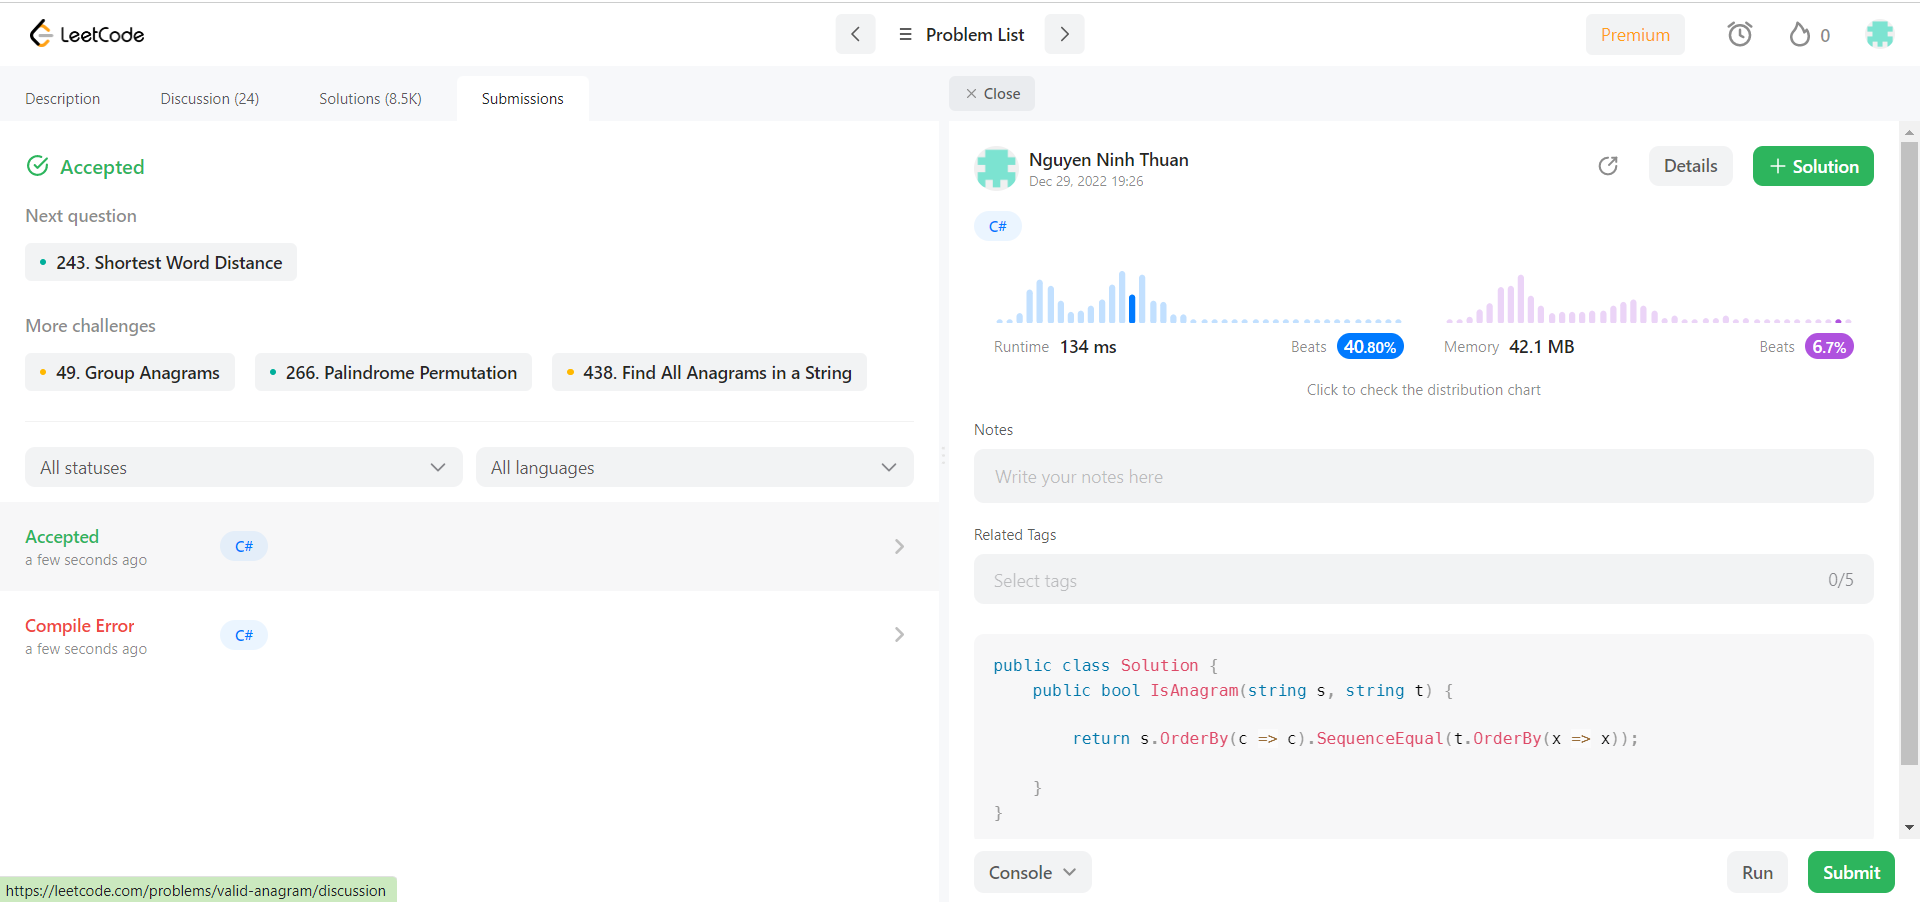 LeetCode
Problem List
Premium
0
Description
Discussion (24)
Solutions (8.5K)
Submissions
Close
Accepted
Next question
243. Shortest Word Distance
More challenges
49. Group Anagrams
266. Palindrome Permutation
438. Find All Anagrams in a String
All statuses
All languages
Accepted
a few seconds ago
C#
Compile Error
a few seconds ago
C#
https://leetcode.com/problems/valid-anagram/discussion
Nguyen Ninh Thuan
Dec 29, 2022 19:26
Details
+ Solution
C#
Runtime 134 ms
Beats 40.80%
Memory 42.1 MB
Beats 6.7%
Click to check the distribution chart
Notes
Write your notes here
Related Tags
Select tags
0/5
public class Solution {
public bool IsAnagram(string s, string t) {
return s.OrderBy(c => c).SequenceEqual(t.OrderBy(x => x));
}
}
Console
Run
Submit